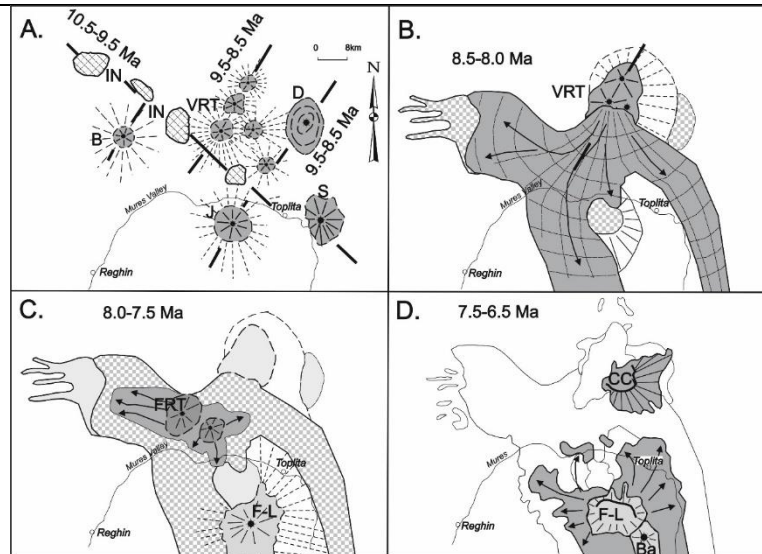 A.
10.5-9.5 Ma
IN
IN
B
9.5-8.5 Ma
VRT
D
9.5-8.5 Ma
0 8km
N
J
S
Mures Valley
Toplita
Reghin
B.
8.5-8.0 Ma
VRT
Mures Valley
Toplita
Reghin
C.
8.0-7.5 Ma
FRT
Mures Valley
Toplita
F-L
Reghin
D.
7.5-6.5 Ma
CC
Mures
Toplita
F-L
Reghin
B